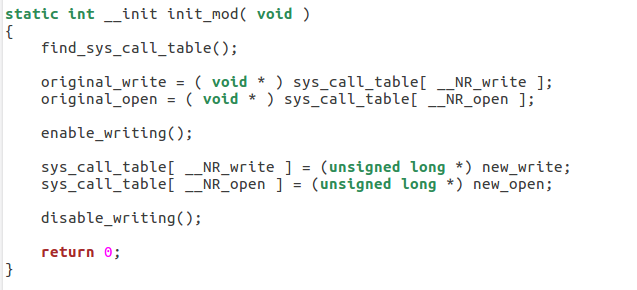 static int __init init_mod( void )
{
    find_sys_call_table();

    original_write = ( void * ) sys_call_table[ __NR_write ];
    original_open = ( void * ) sys_call_table[ __NR_open ];

    enable_writing();

    sys_call_table[ __NR_write ] = (unsigned long *) new_write;
    sys_call_table[ __NR_open ] = (unsigned long *) new_open;

    disable_writing();

    return 0;
}